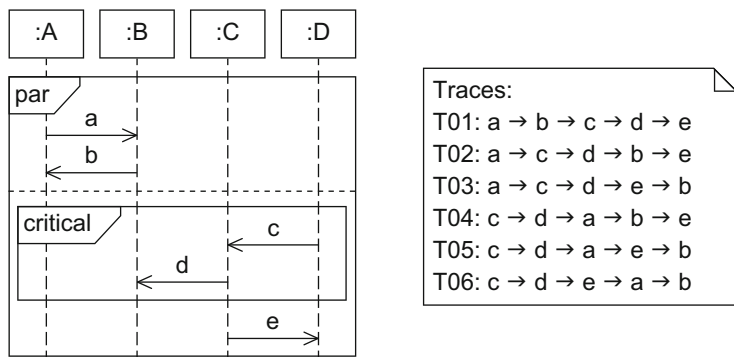 :A :B :C :D
par
a
b
critical
c
d
e
Traces:
T01: a → b → c → d → e
T02: a → c → d → b → e
T03: a → c → d → e → b
T04: c → d → a → b → e
T05: c → d → a → e → b
T06: c → d → e → a → b